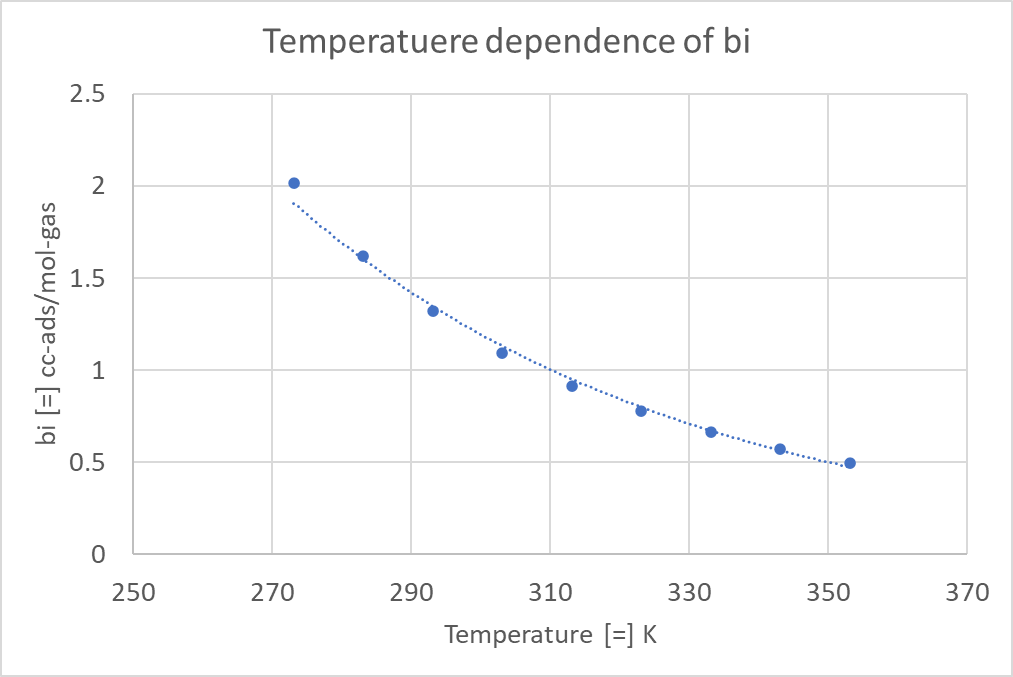 Temperatuere dependence of bi
2.5
2
1.5
1
0.5
0
bi [=] cc-ads/mol-gas
250 270 290 310 330 350 370
Temperature [=] K